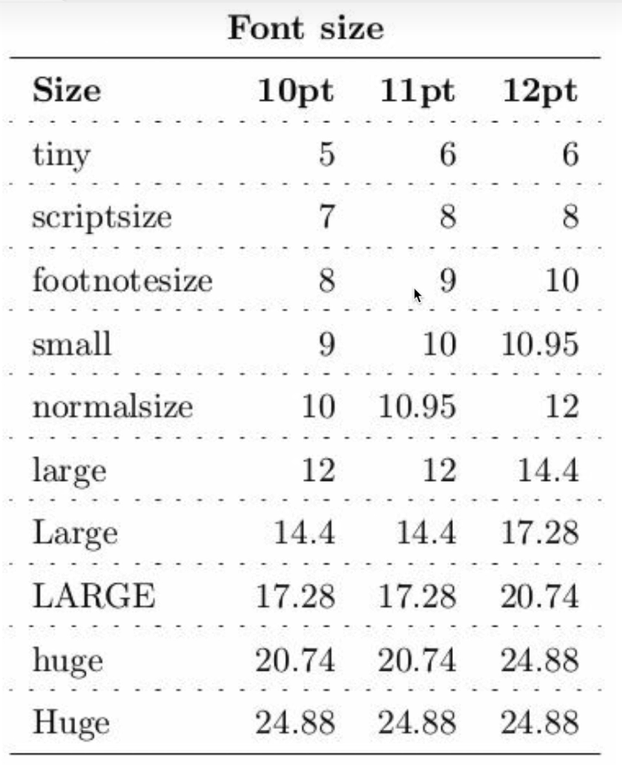 Font size
Size 10pt 11pt 12pt
tiny 5 6 6
scriptsize 7 8 8
footnotesize 8 9 10
small 9 10 10.95
normalsize 10 10.95 12
large 12 12 14.4
Large 14.4 14.4 17.28
LARGE 17.28 17.28 20.74
huge 20.74 20.74 24.88
Huge 24.88 24.88 24.88